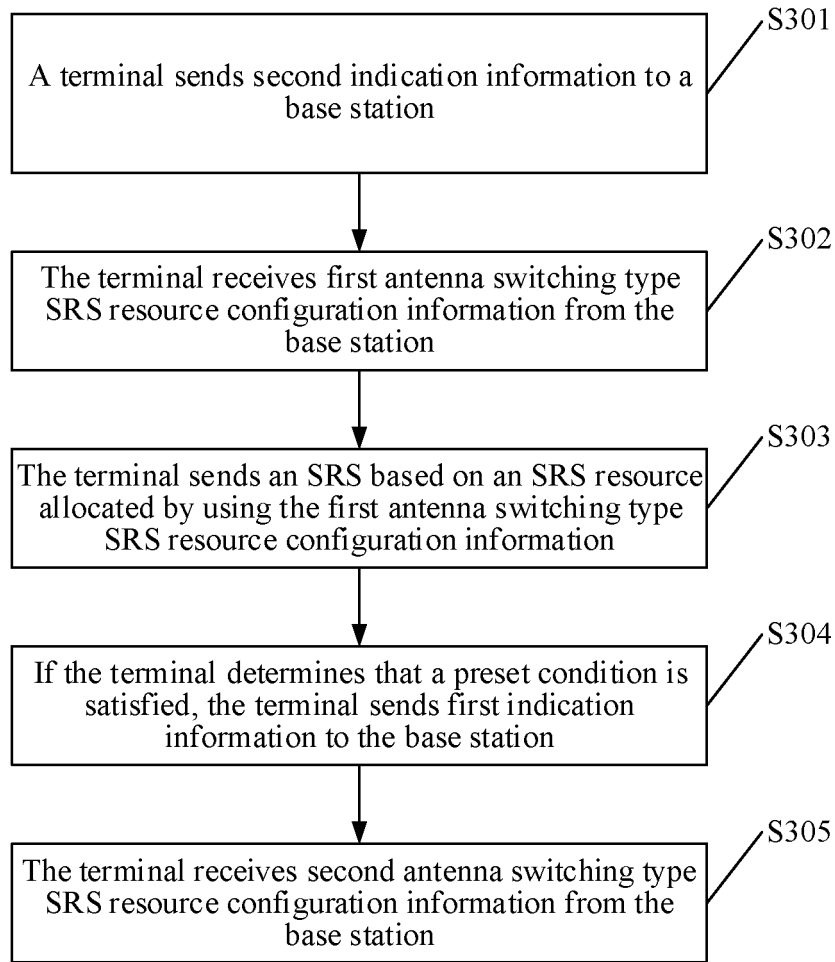 S301
A terminal sends second indication information to a
base station
S302
The terminal receives first antenna switching type
SRS resource configuration information from the
base station
S303
The terminal sends an SRS based on an SRS resource
allocated by using the first antenna switching type
SRS resource configuration information
S304
If the terminal determines that a preset condition is
satisfied, the terminal sends first indication
information to the base station
S305
The terminal receives second antenna switching type
SRS resource configuration information from the
base station